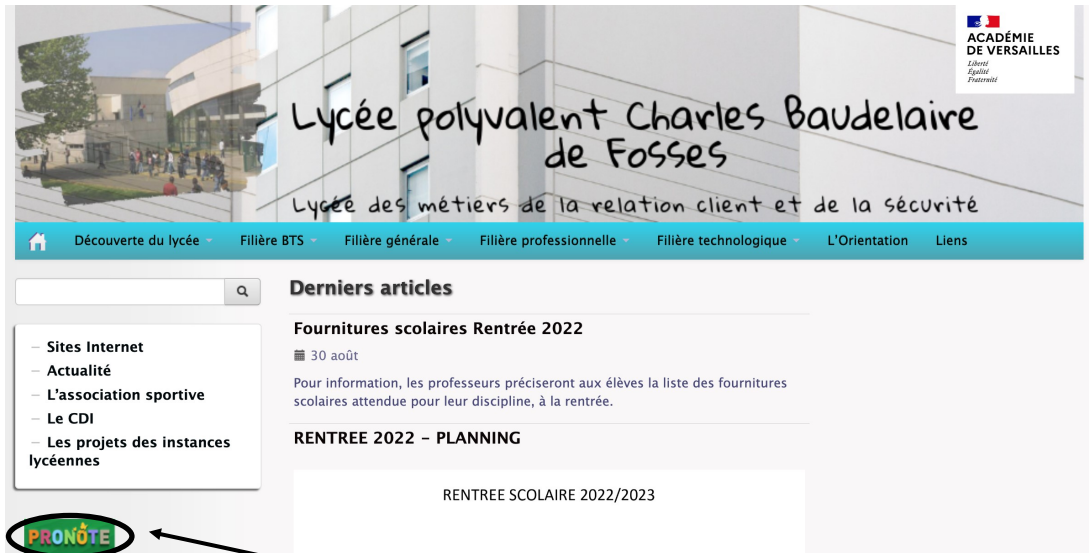 ACADÉMIE
DE VERSAILLES
Liberté
Égalité
Fraternité
Lycée polyvalent Charles Baudelaire
de Fosses
Lycée des métiers de la relation client et de la sécurité
Découverte du lycée Filière BTS Filière générale Filière professionnelle Filière technologique L'Orientation Liens
Derniers articles
Fournitures scolaires Rentrée 2022
30 août
Pour information, les professeurs préciseront aux élèves la liste des fournitures
scolaires attendue pour leur discipline, à la rentrée.
RENTREE 2022 – PLANNING
RENTREE SCOLAIRE 2022/2023
– Sites Internet
– Actualité
– L'association sportive
– Le CDI
– Les projets des instances
lycéennes
PRONOTE